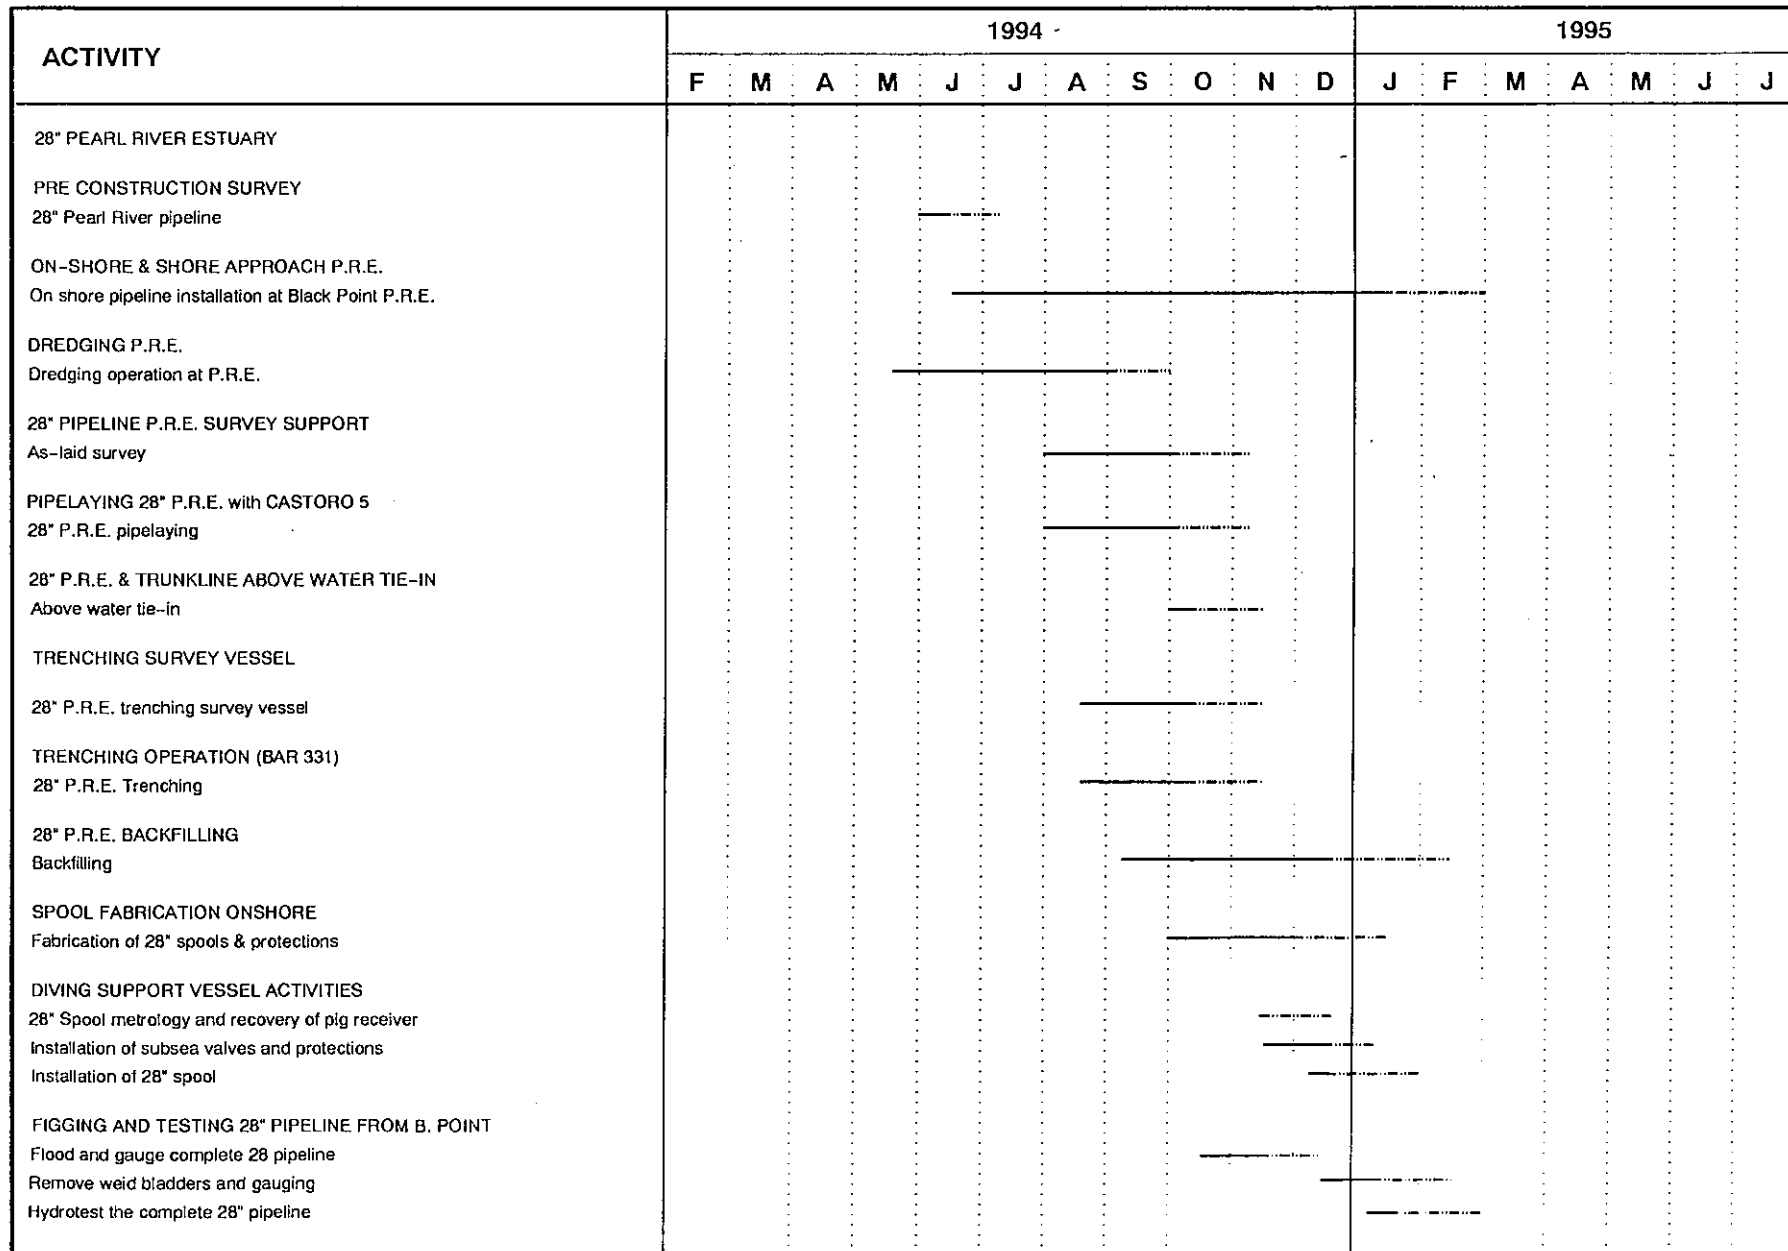 ACTIVITY
1994
1995
F M A M J J A S O N D J F M A M J J
28" PEARL RIVER ESTUARY
PRE CONSTRUCTION SURVEY
28" Pearl River pipeline
ON-SHORE & SHORE APPROACH P.R.E.
On shore pipeline installation at Black Point P.R.E.
DREDGING P.R.E.
Dredging operation at P.R.E.
28" PIPELINE P.R.E. SURVEY SUPPORT
As-laid survey
PIPELAYING 28" P.R.E. with CASTORO 5
28" P.R.E. pipelaying
28" P.R.E. & TRUNKLINE ABOVE WATER TIE-IN
Above water tie-in
TRENCHING SURVEY VESSEL
28" P.R.E. trenching survey vessel
TRENCHING OPERATION (BAR 331)
28" P.R.E. Trenching
28" P.R.E. BACKFILLING
Backfilling
SPOOL FABRICATION ONSHORE
Fabrication of 28" spools & protections
DIVING SUPPORT VESSEL ACTIVITIES
28" Spool metrology and recovery of pig receiver
Installation of subsea valves and protections
Installation of 28" spool
FIGGING AND TESTING 28" PIPELINE FROM B. POINT
Flood and gauge complete 28 pipeline
Remove weid bladders and gauging
Hydrotest the complete 28" pipeline